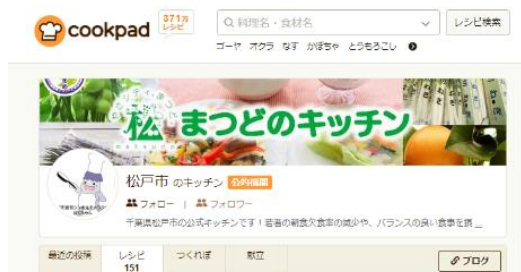 cookpad
371万
レシピ
料理名・食材名
レシピ検索
ゴーヤ オクラ なす かぼちゃ とうもろこし
松
matsudo
まつどのキッチン
松戸市 のキッチン 公的機関
フォロー | フォロワー
千葉県松戸市の公式キッチンです！若者の朝食欠食率の減少や、バランスの良い食事を摂 ...
最近の投稿 レシピ つくれぽ 献立
151
ブログ